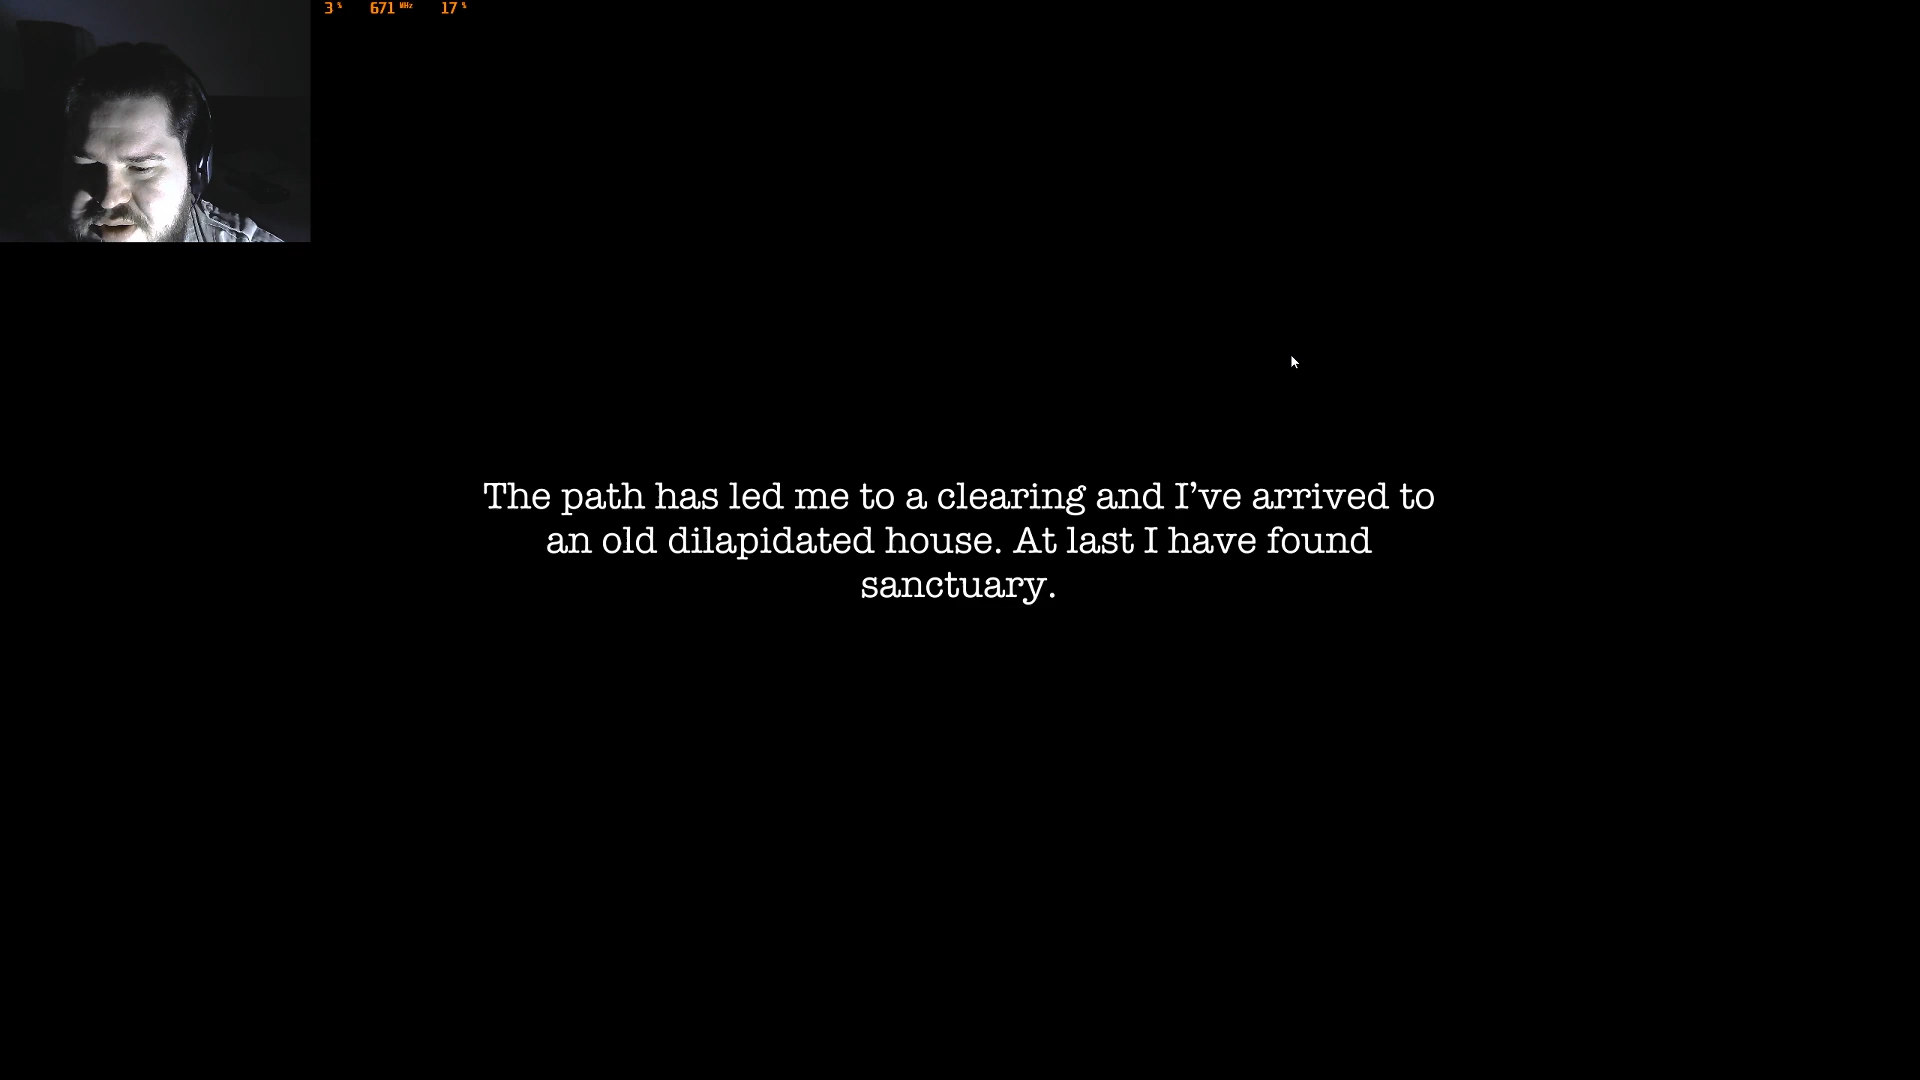 3 % 671 MHz 17 %
The path has led me to a clearing and I’ve arrived to
an old dilapidated house. At last I have found
sanctuary.